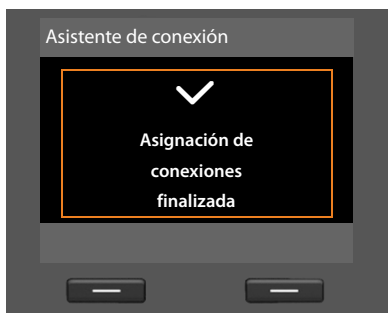 Asistente de conexión
Asignación de
conexiones
finalizada